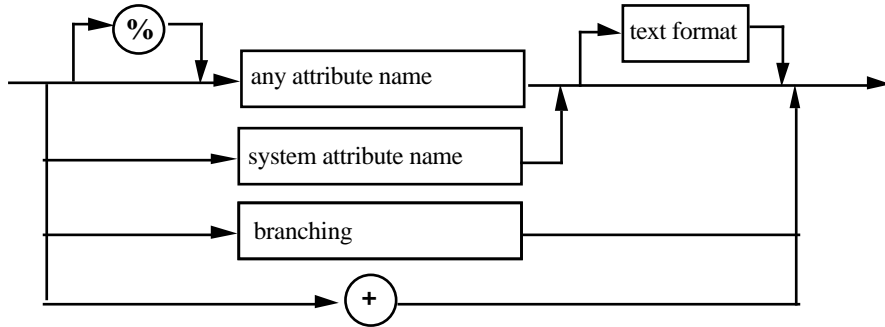 %
text format
any attribute name
system attribute name
branching
+